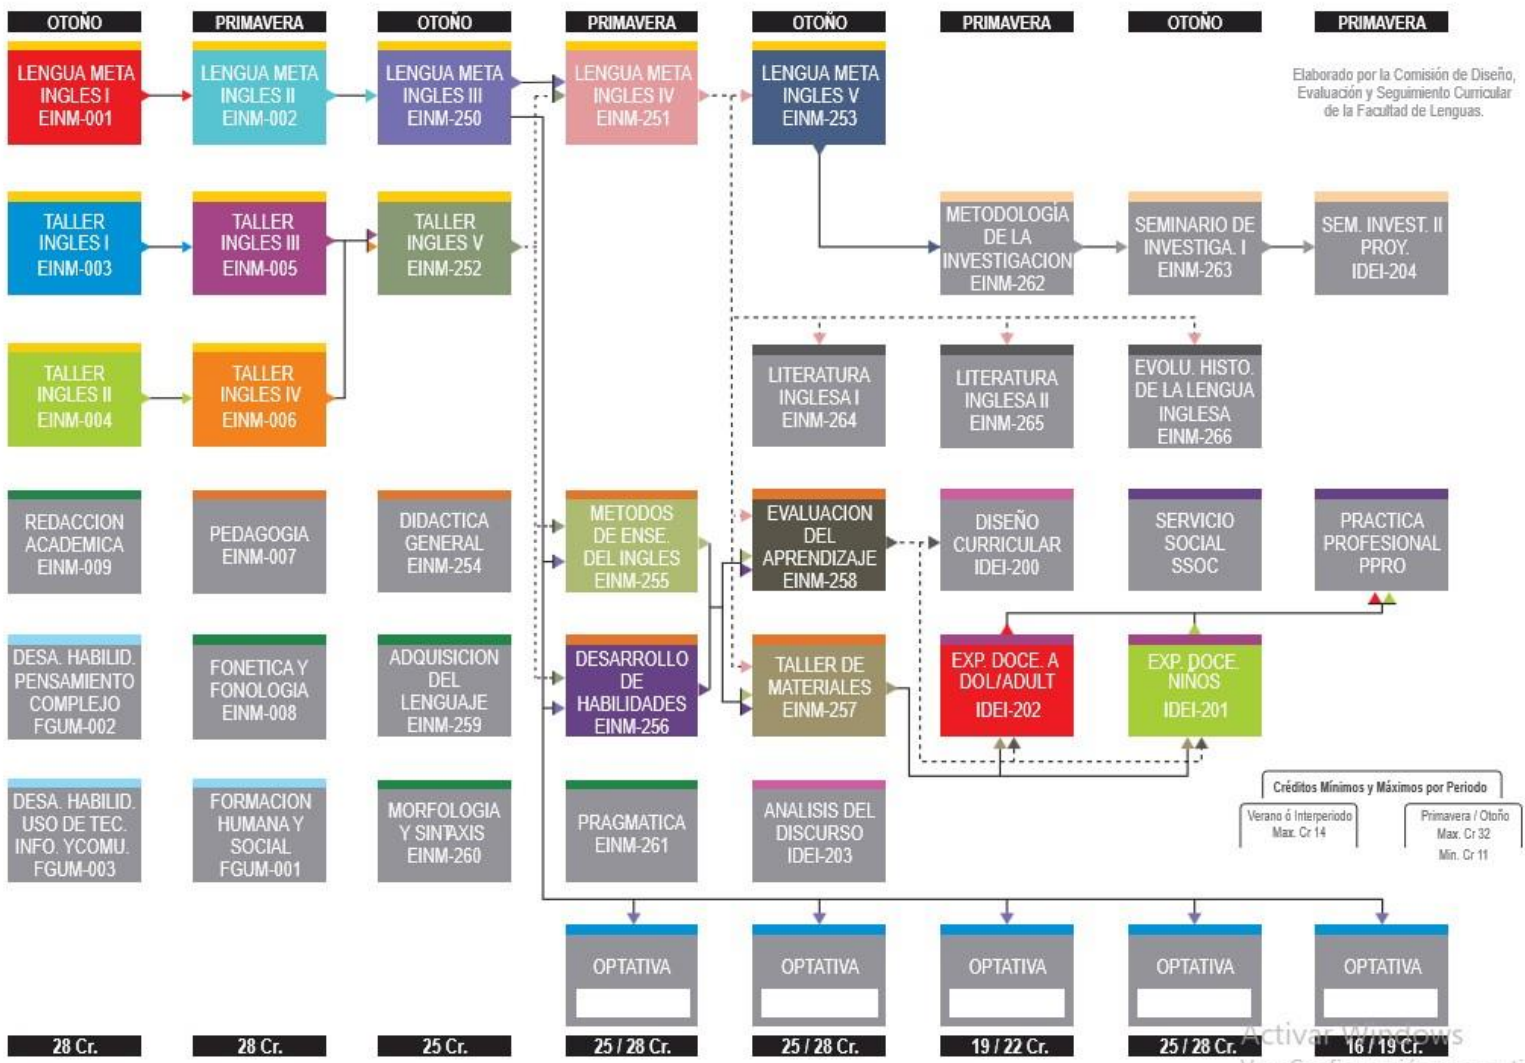 OTOÑO
PRIMAVERA
OTOÑO
PRIMAVERA
OTOÑO
PRIMAVERA
OTOÑO
PRIMAVERA
LENGUA META
INGLES I
EINM-001
LENGUA META
INGLES II
EINM-002
LENGUA META
INGLES III
EINM-250
LENGUA META
INGLES IV
EINM-251
LENGUA META
INGLES V
EINM-253
Elaborado por la Comisión de Diseño,
Evaluación y Seguimiento Curricular
de la Facultad de Lenguas.
TALLER
INGLES I
EINM-003
TALLER
INGLES III
EINM-005
TALLER
INGLES V
EINM-252
METODOLOGÍA
DE LA
INVESTIGACION
EINM-262
SEMINARIO DE
INVESTIGA. I
EINM-263
SEM. INVEST. II
PROY.
IDEI-204
TALLER
INGLES II
EINM-004
TALLER
INGLES IV
EINM-006
LITERATURA
INGLESA I
EINM-264
LITERATURA
INGLESA II
EINM-265
EVOLU. HISTO.
DE LA LENGUA
INGLESA
EINM-266
REDACCION
ACADEMICA
EINM-009
PEDAGOGIA
EINM-007
DIDACTICA
GENERAL
EINM-254
METODOS
DE ENSE.
DEL INGLES
EINM-255
EVALUACION
DEL
APRENDIZAJE
EINM-258
DISEÑO
CURRICULAR
IDEI-200
SERVICIO
SOCIAL
SSOC
PRACTICA
PROFESIONAL
PPRO
DESA. HABILID.
PENSAMIENTO
COMPLEJO
FGUM-002
FONETICA Y
FONOLOGIA
EINM-008
ADQUISICION
DEL
LENGUAJE
EINM-259
DESARROLLO
DE
HABILIDADES
EINM-256
TALLER DE
MATERIALES
EINM-257
EXP. DOCE. A
DOL/ADULT
IDEI-202
EXP. DOCE.
NIÑOS
IDEI-201
DESA. HABILID.
USO DE TEC.
INFO. YCOMU.
FGUM-003
FORMACION
HUMANA Y
SOCIAL
FGUM-001
MORFOLOGIA
Y SINTAXIS
EINM-260
PRAGMATICA
EINM-261
ANALISIS DEL
DISCURSO
IDEI-203
Créditos Mínimos y Máximos por Periodo
Verano ó Interperiodo
Max. Cr 14
Primavera / Otoño
Max. Cr 32
Min. Cr 11
OPTATIVA
OPTATIVA
OPTATIVA
OPTATIVA
OPTATIVA
Activar Windows
28 Cr.
28 Cr.
25 Cr.
25 / 28 Cr.
25 / 28 Cr.
19 / 22 Cr.
25 / 28 Cr.
16 / 19 Cr.